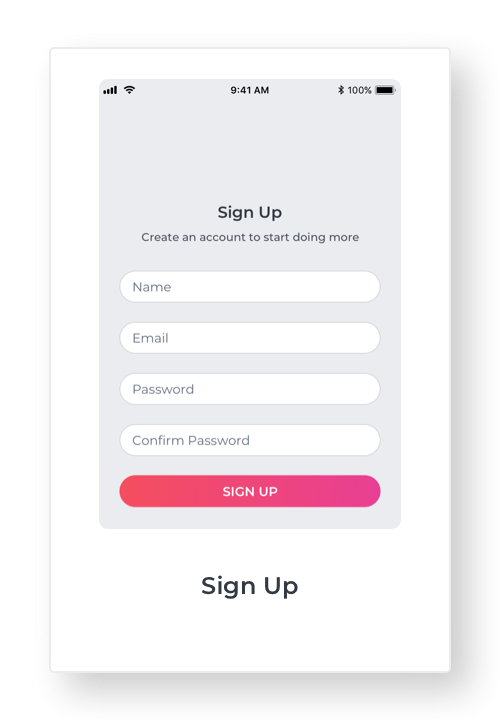 9:41 AM 100%
Sign Up
Create an account to start doing more
Name
Email
Password
Confirm Password
SIGN UP
Sign Up